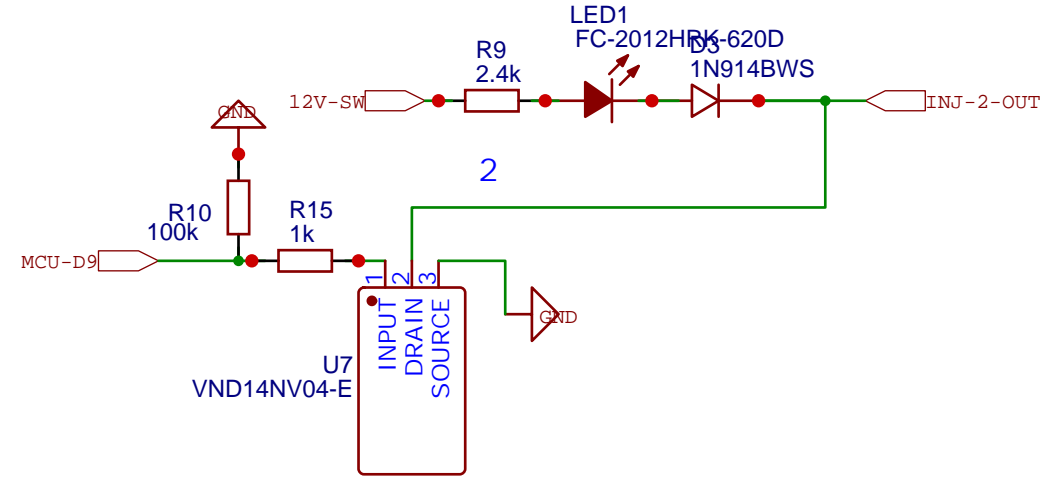 LED1
FC-2012HRK-620D
R9
2.4k
D3
1N914BWS
12V-SW
INJ-2-OUT
GND
2
R10
100k
R15
1k
MCU-D9
1
2
3
INPUT
DRAIN
SOURCE
GND
U7
VND14NV04-E